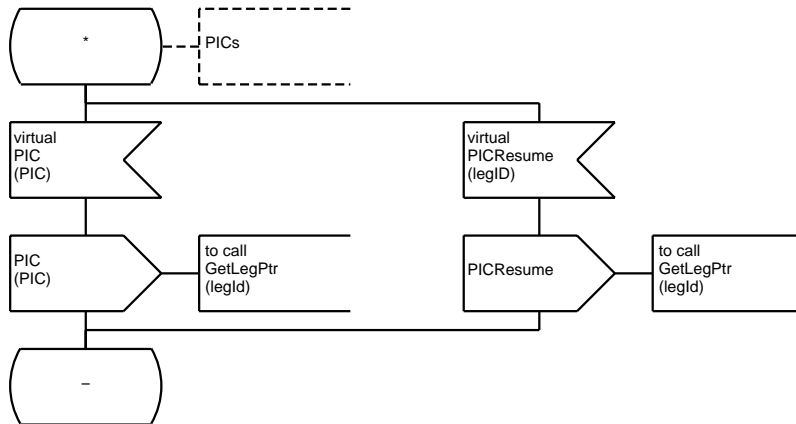 *
PICs
virtual
PIC
(PIC)
virtual
PICResume
(legID)
PIC
(PIC)
to call
GetLegPtr
(legId)
PICResume
to call
GetLegPtr
(legId)
–